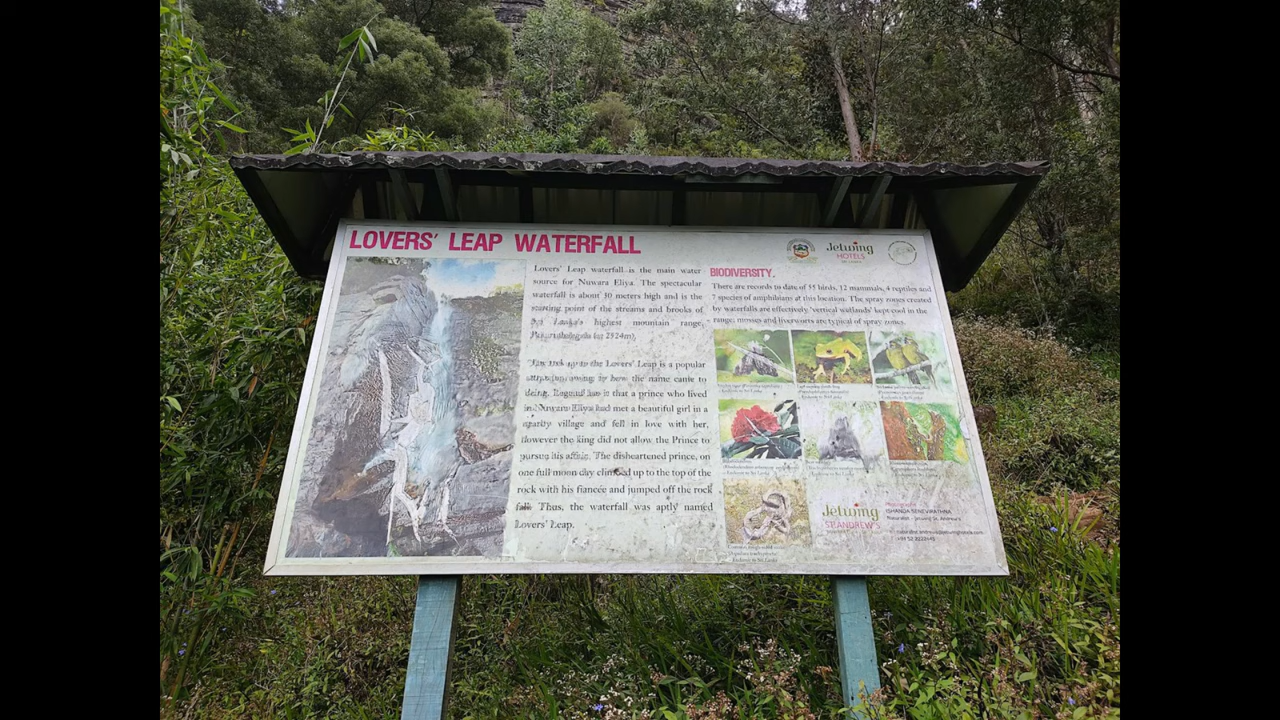 LOVERS' LEAP WATERFALL
Jetwing
HOTELS
Lovers' Leap waterfall is the main water
source for Nuwara Eliya. The spectacular
waterfall is about 30 meters high and is the
starting point of the streams and brooks of
Sri Lanka's highest mountain range,
2524m).
The trek up to the Lovers' Leap is a popular
attraction owing to how the name came to
being. Legend has it that a prince who lived
in Nuwara Eliya had met a beautiful girl in a
nearby village and fell in love with her.
However the king did not allow the Prince to
pursue his affair. The disheartened prince, on
one full moon day climbed up to the top of the
rock with his fiancée and jumped off the rock
fall. Thus, the waterfall was aptly named
Lovers' Leap.
BIODIVERSITY.
There are records to date of 55 birds, 12 mammals, 4 reptiles and
7 species of amphibians at this location. The spray zones created
by waterfalls are effectively 'vertical wetlands' kept cool in the
range, mosses and liverworts are typical of spray zones.
Jetwing
ST.ANDREW'S
ISHANDA SENEVIRATHNA
Naturalist - Jetwing St. Andrew's